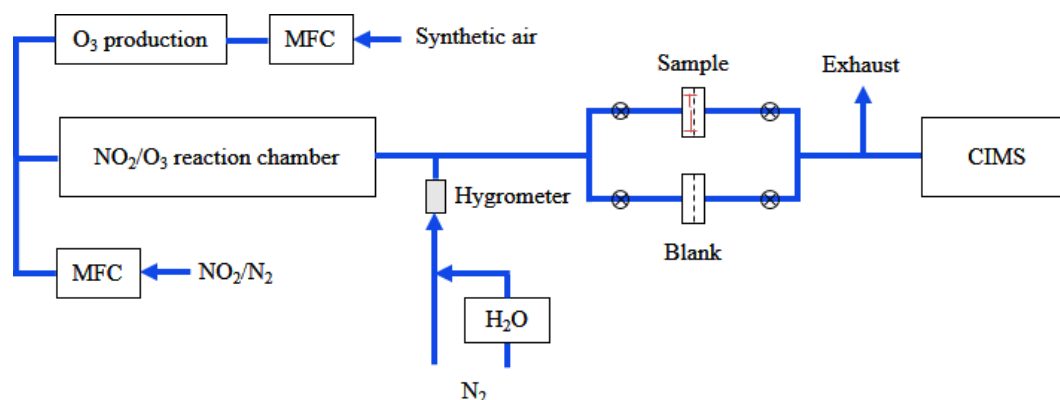 O₃ production
MFC
Synthetic air
Sample
Exhaust
NO₂/O₃ reaction chamber
CIMS
Hygrometer
Blank
MFC
NO₂/N₂
H₂O
N₂